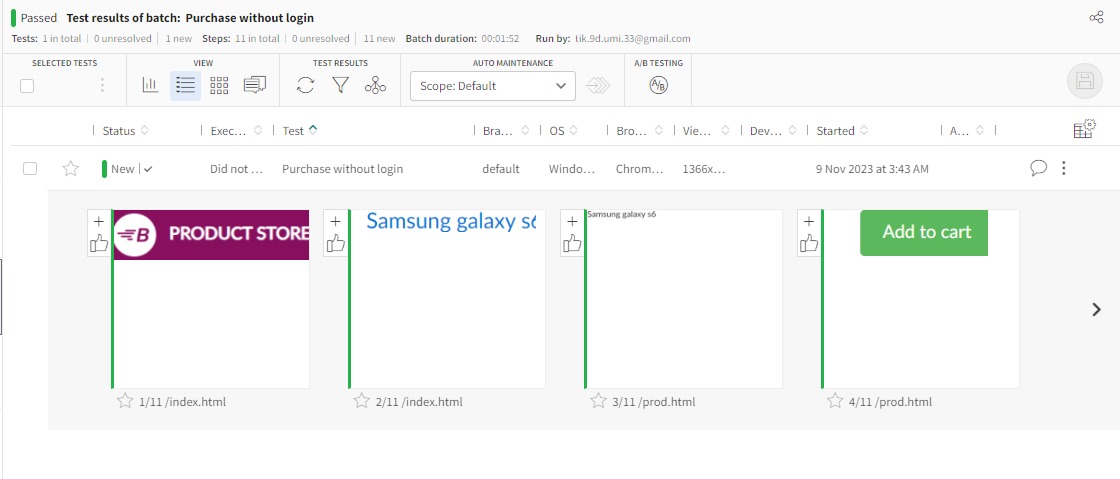 Passed Test results of batch: Purchase without login
Tests: 1 in total | 0 unresolved | 1 new Steps: 11 in total | 0 unresolved | 11 new Batch duration: 00:01:52 Run by: tik.9d.umi.33@gmail.com
SELECTED TESTS VIEW TEST RESULTS AUTO MAINTENANCE A/B TESTING
Scope: Default A/B
Status Exec... Test Bra... OS Bro... Vie... Dev... Started A...
New Did not ... Purchase without login default Windo... Chrom... 1366x... 9 Nov 2023 at 3:43 AM
B PRODUCT STORE
Samsung galaxy s6
Samsung galaxy s6
Add to cart
1/11 /index.html 2/11 /index.html 3/11 /prod.html 4/11 /prod.html